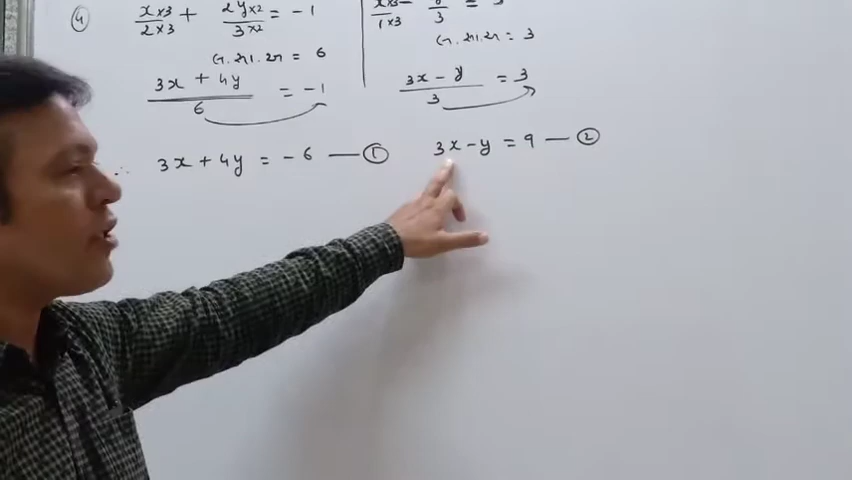 ④ x×3/2×3 + 2y×2/3×2 = -1
લ.સા.અ = 6
3x + 4y/6 = -1
∴ 3x + 4y = -6 — ①
x×3/1×3 - y/3 = 3
લ.સા.અ = 3
3x - y/3 = 3
3x - y = 9 — ②